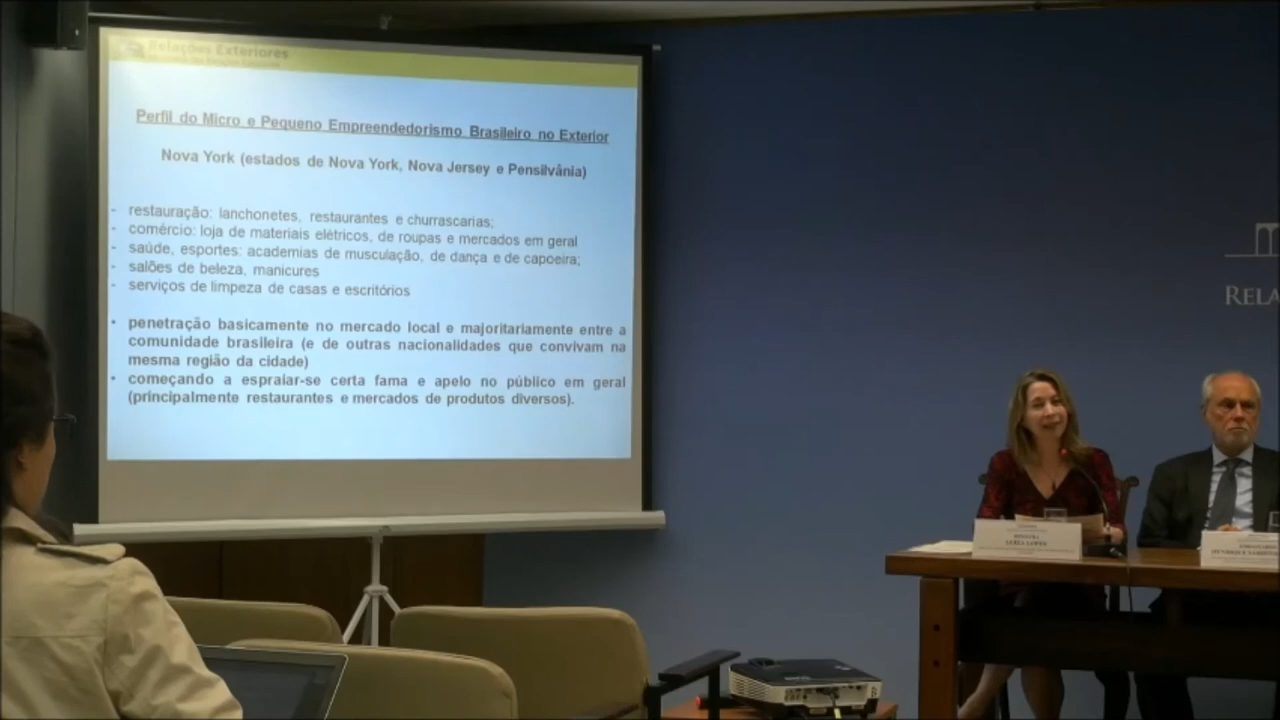 Relações Exteriores
Perfil do Micro e Pequeno Empreendedorismo Brasileiro no Exterior
Nova York (estados de Nova York, Nova Jersey e Pensilvânia)
- restauração: lanchonetes, restaurantes e churrascarias;
- comércio: loja de materiais elétricos, de roupas e mercados em geral
- saúde, esportes: academias de musculação, de dança e de capoeira;
- salões de beleza, manicures
- serviços de limpeza de casas e escritórios
• penetração basicamente no mercado local e majoritariamente entre a
comunidade brasileira (e de outras nacionalidades que convivam na
mesma região da cidade)
• começando a espraiar-se certa fama e apelo no público em geral
(principalmente restaurantes e mercados de produtos diversos).
RELA